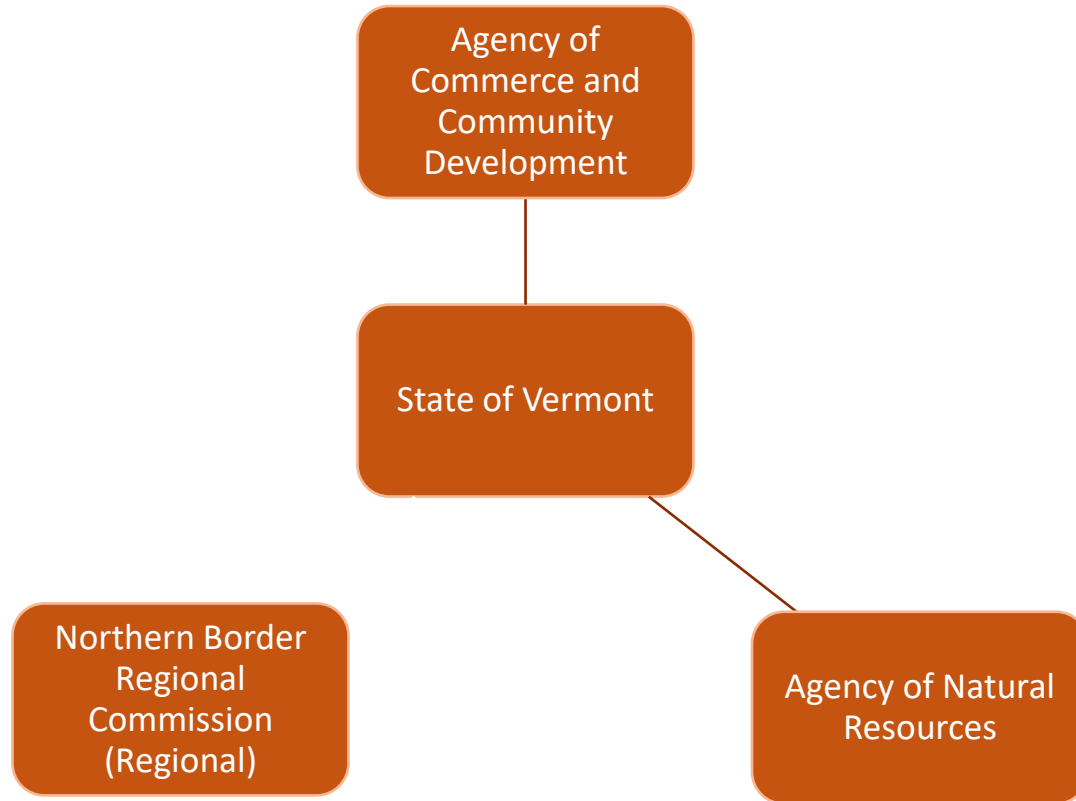 Agency of
Commerce and
Community
Development
State of Vermont
Northern Border
Regional
Commission
(Regional)
Agency of Natural
Resources